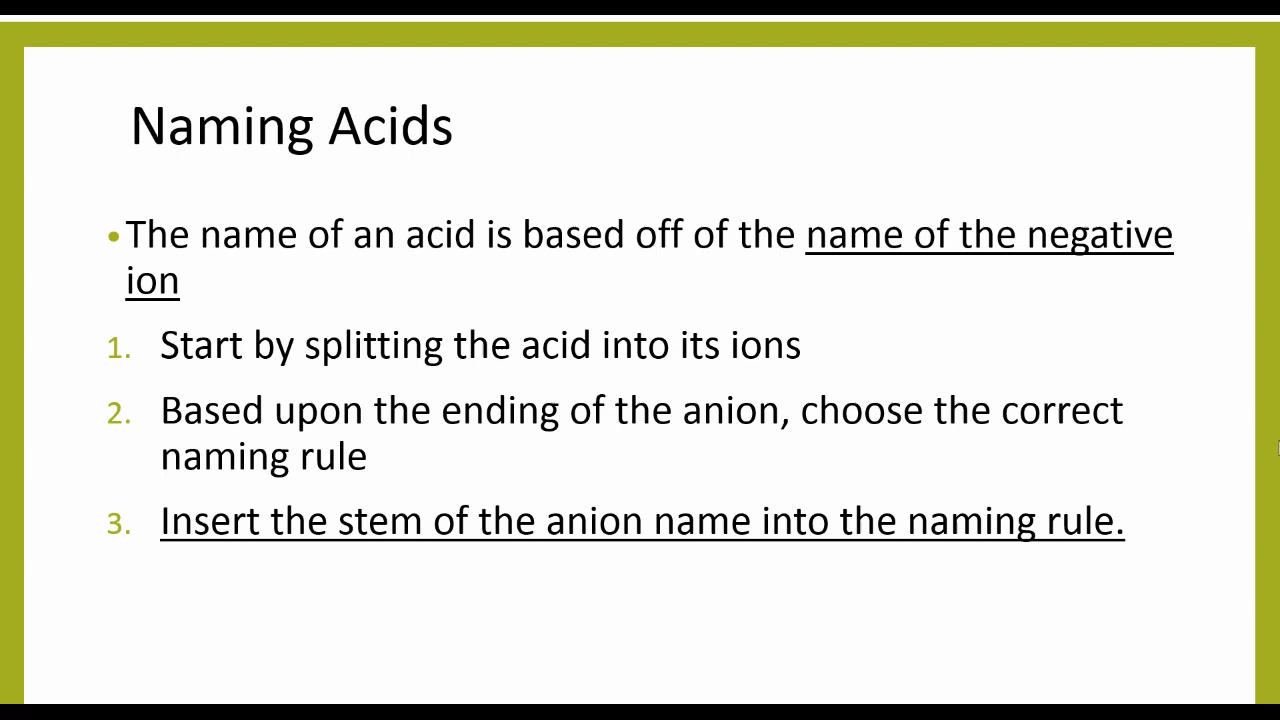 Naming Acids
•The name of an acid is based off of the name of the negative
ion
1. Start by splitting the acid into its ions
2. Based upon the ending of the anion, choose the correct
naming rule
3. Insert the stem of the anion name into the naming rule.